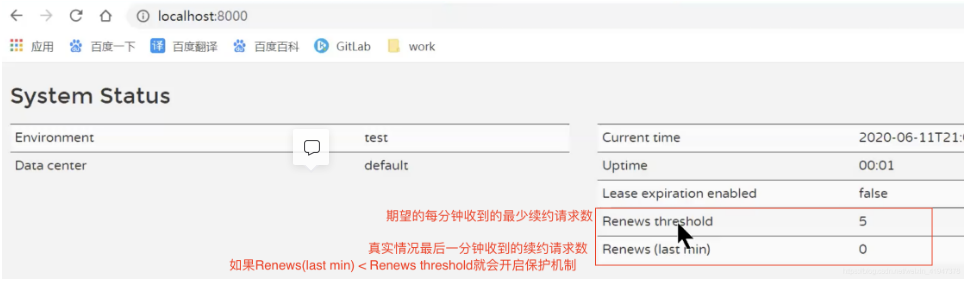 localhost:8000
应用 百度一下 译 百度翻译 百度百科 GitLab work
System Status
Environment test
Current time 2020-06-11T21:
Data center default
Uptime 00:01
Lease expiration enabled false
期望的每分钟收到的最少续约请求数 Renews threshold 5
真实情况最后一分钟收到的续约请求数 Renews (last min) 0
如果Renews(last min) < Renews threshold就会开启保护机制